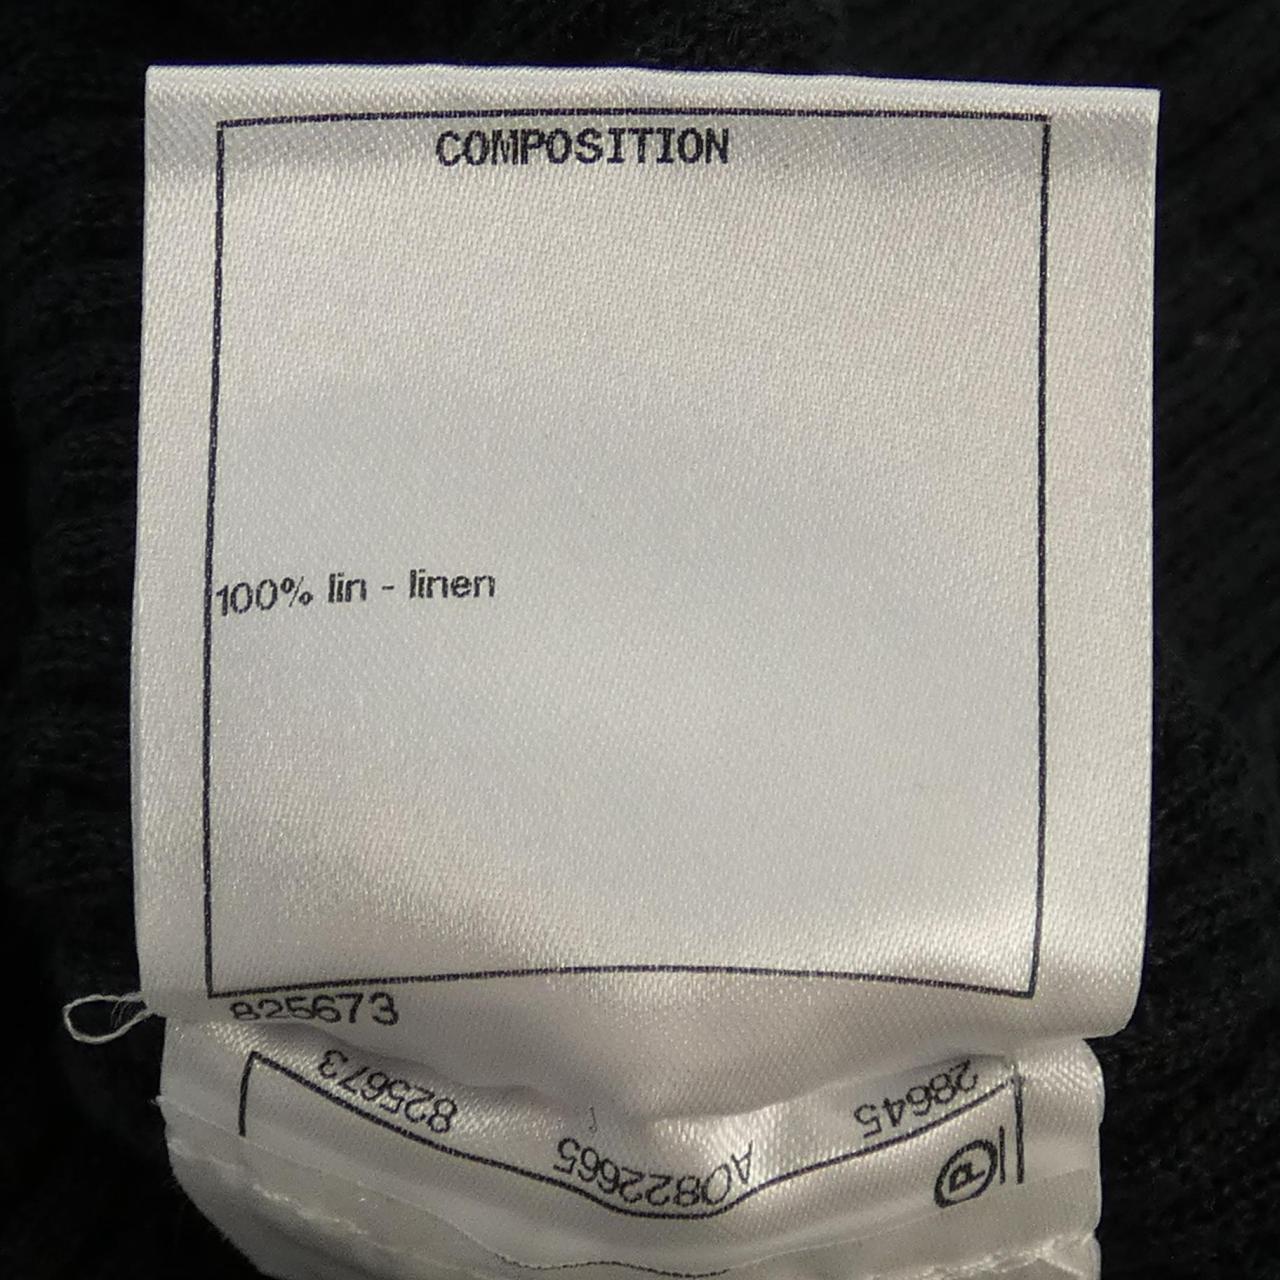 COMPOSITION
100% lin - linen
825673
28645
A0822665
825673
P